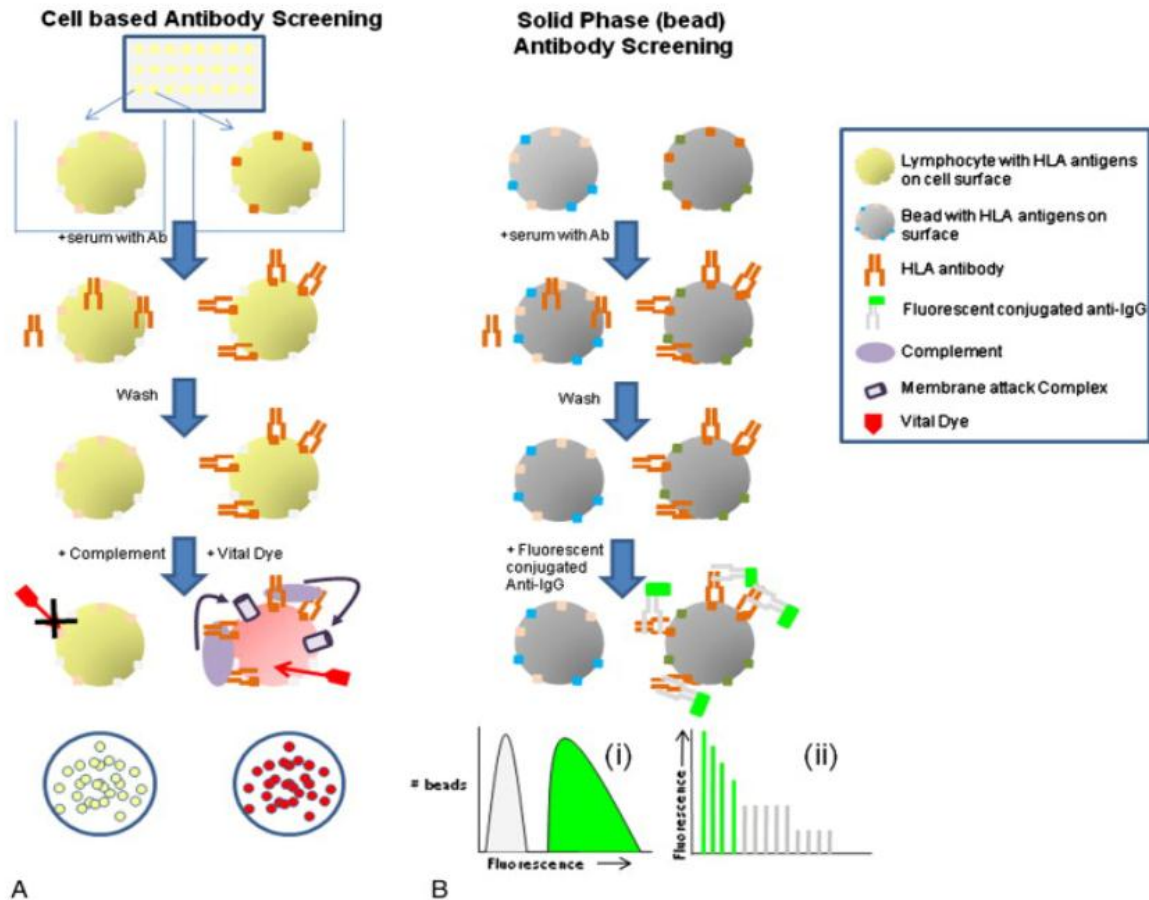 Cell based Antibody Screening
+serum with Ab
Wash
+ Complement
+ Vital Dye
A
Solid Phase (bead)
Antibody Screening
+serum with Ab
Wash
+ Fluorescent
conjugated
Anti-IgG
(i)
# beads
Fluorescence
(ii)
Fluorescence
B
Lymphocyte with HLA antigens
on cell surface
Bead with HLA antigens on
surface
HLA antibody
Fluorescent conjugated anti-IgG
Complement
Membrane attack Complex
Vital Dye